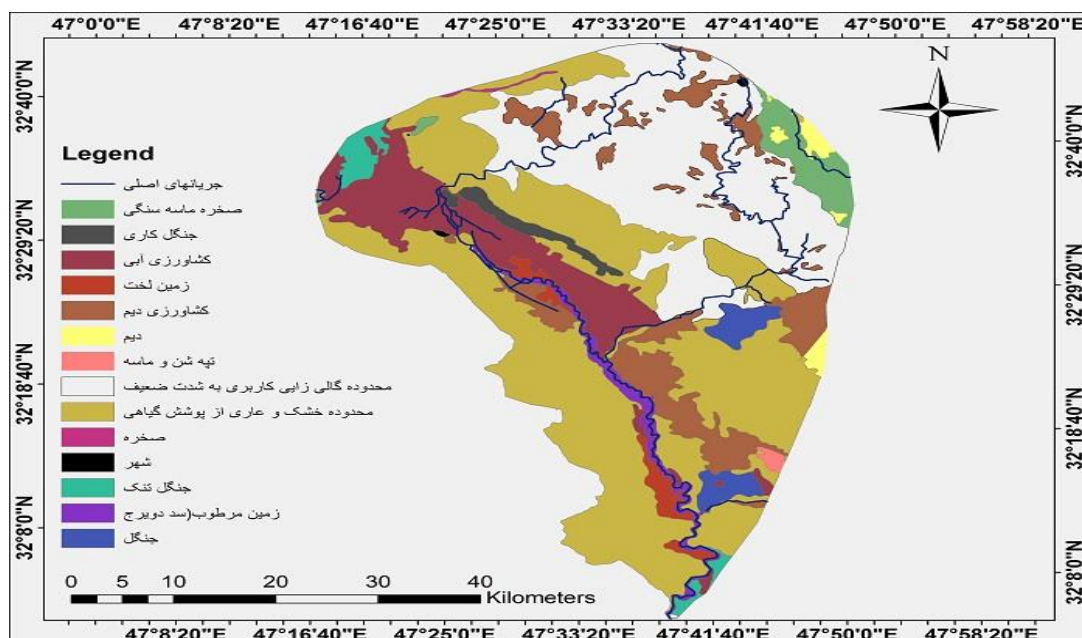 47°0'0"E 47°8'20"E 47°16'40"E 47°25'0"E 47°33'20"E 47°41'40"E 47°50'0"E 47°58'20"E
N
32°40'0"N
32°40'0"N
Legend
جریانهای اصلی
صخره ماسه سنگی
جنگل کاری
کشاورزی آبی
زمین لخت
کشاورزی دیم
دیم
تپه شن و ماسه
محدوده گالی زایی کاربری به شدت ضعیف
محدوده خشک و عاری از پوشش گیاهی
صخره
شهر
جنگل تنک
زمین مرطوب(سد دویرج
جنگل
32°29'20"N
32°29'20"N
32°18'40"N
32°18'40"N
32°8'0"N
32°8'0"N
0 5 10 20 30 40
Kilometers
47°8'20"E 47°16'40"E 47°25'0"E 47°33'20"E 47°41'40"E 47°50'0"E 47°58'20"E